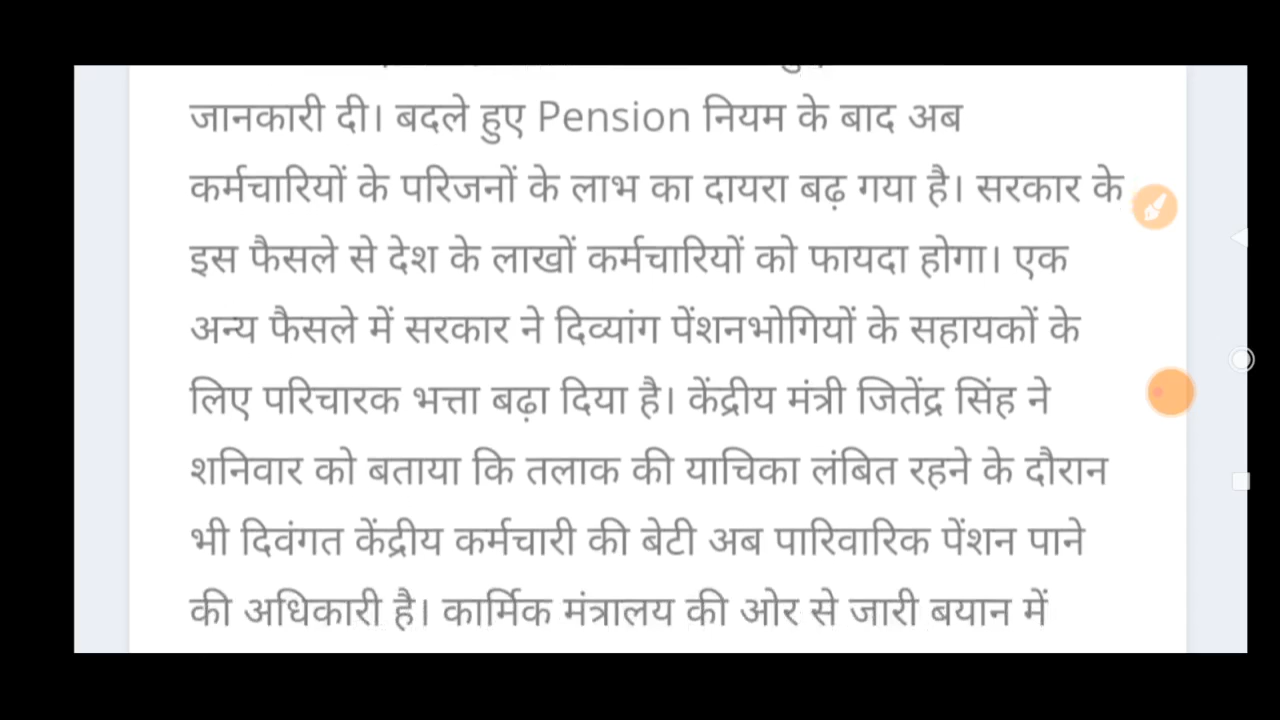 जानकारी दी। बदले हुए Pension नियम के बाद अब
कर्मचारियों के परिजनों के लाभ का दायरा बढ़ गया है। सरकार के
इस फैसले से देश के लाखों कर्मचारियों को फायदा होगा। एक
अन्य फैसले में सरकार ने दिव्यांग पेंशनभोगियों के सहायकों के
लिए परिचारक भत्ता बढ़ा दिया है। केंद्रीय मंत्री जितेंद्र सिंह ने
शनिवार को बताया कि तलाक की याचिका लंबित रहने के दौरान
भी दिवंगत केंद्रीय कर्मचारी की बेटी अब पारिवारिक पेंशन पाने
की अधिकारी है। कार्मिक मंत्रालय की ओर से जारी बयान में